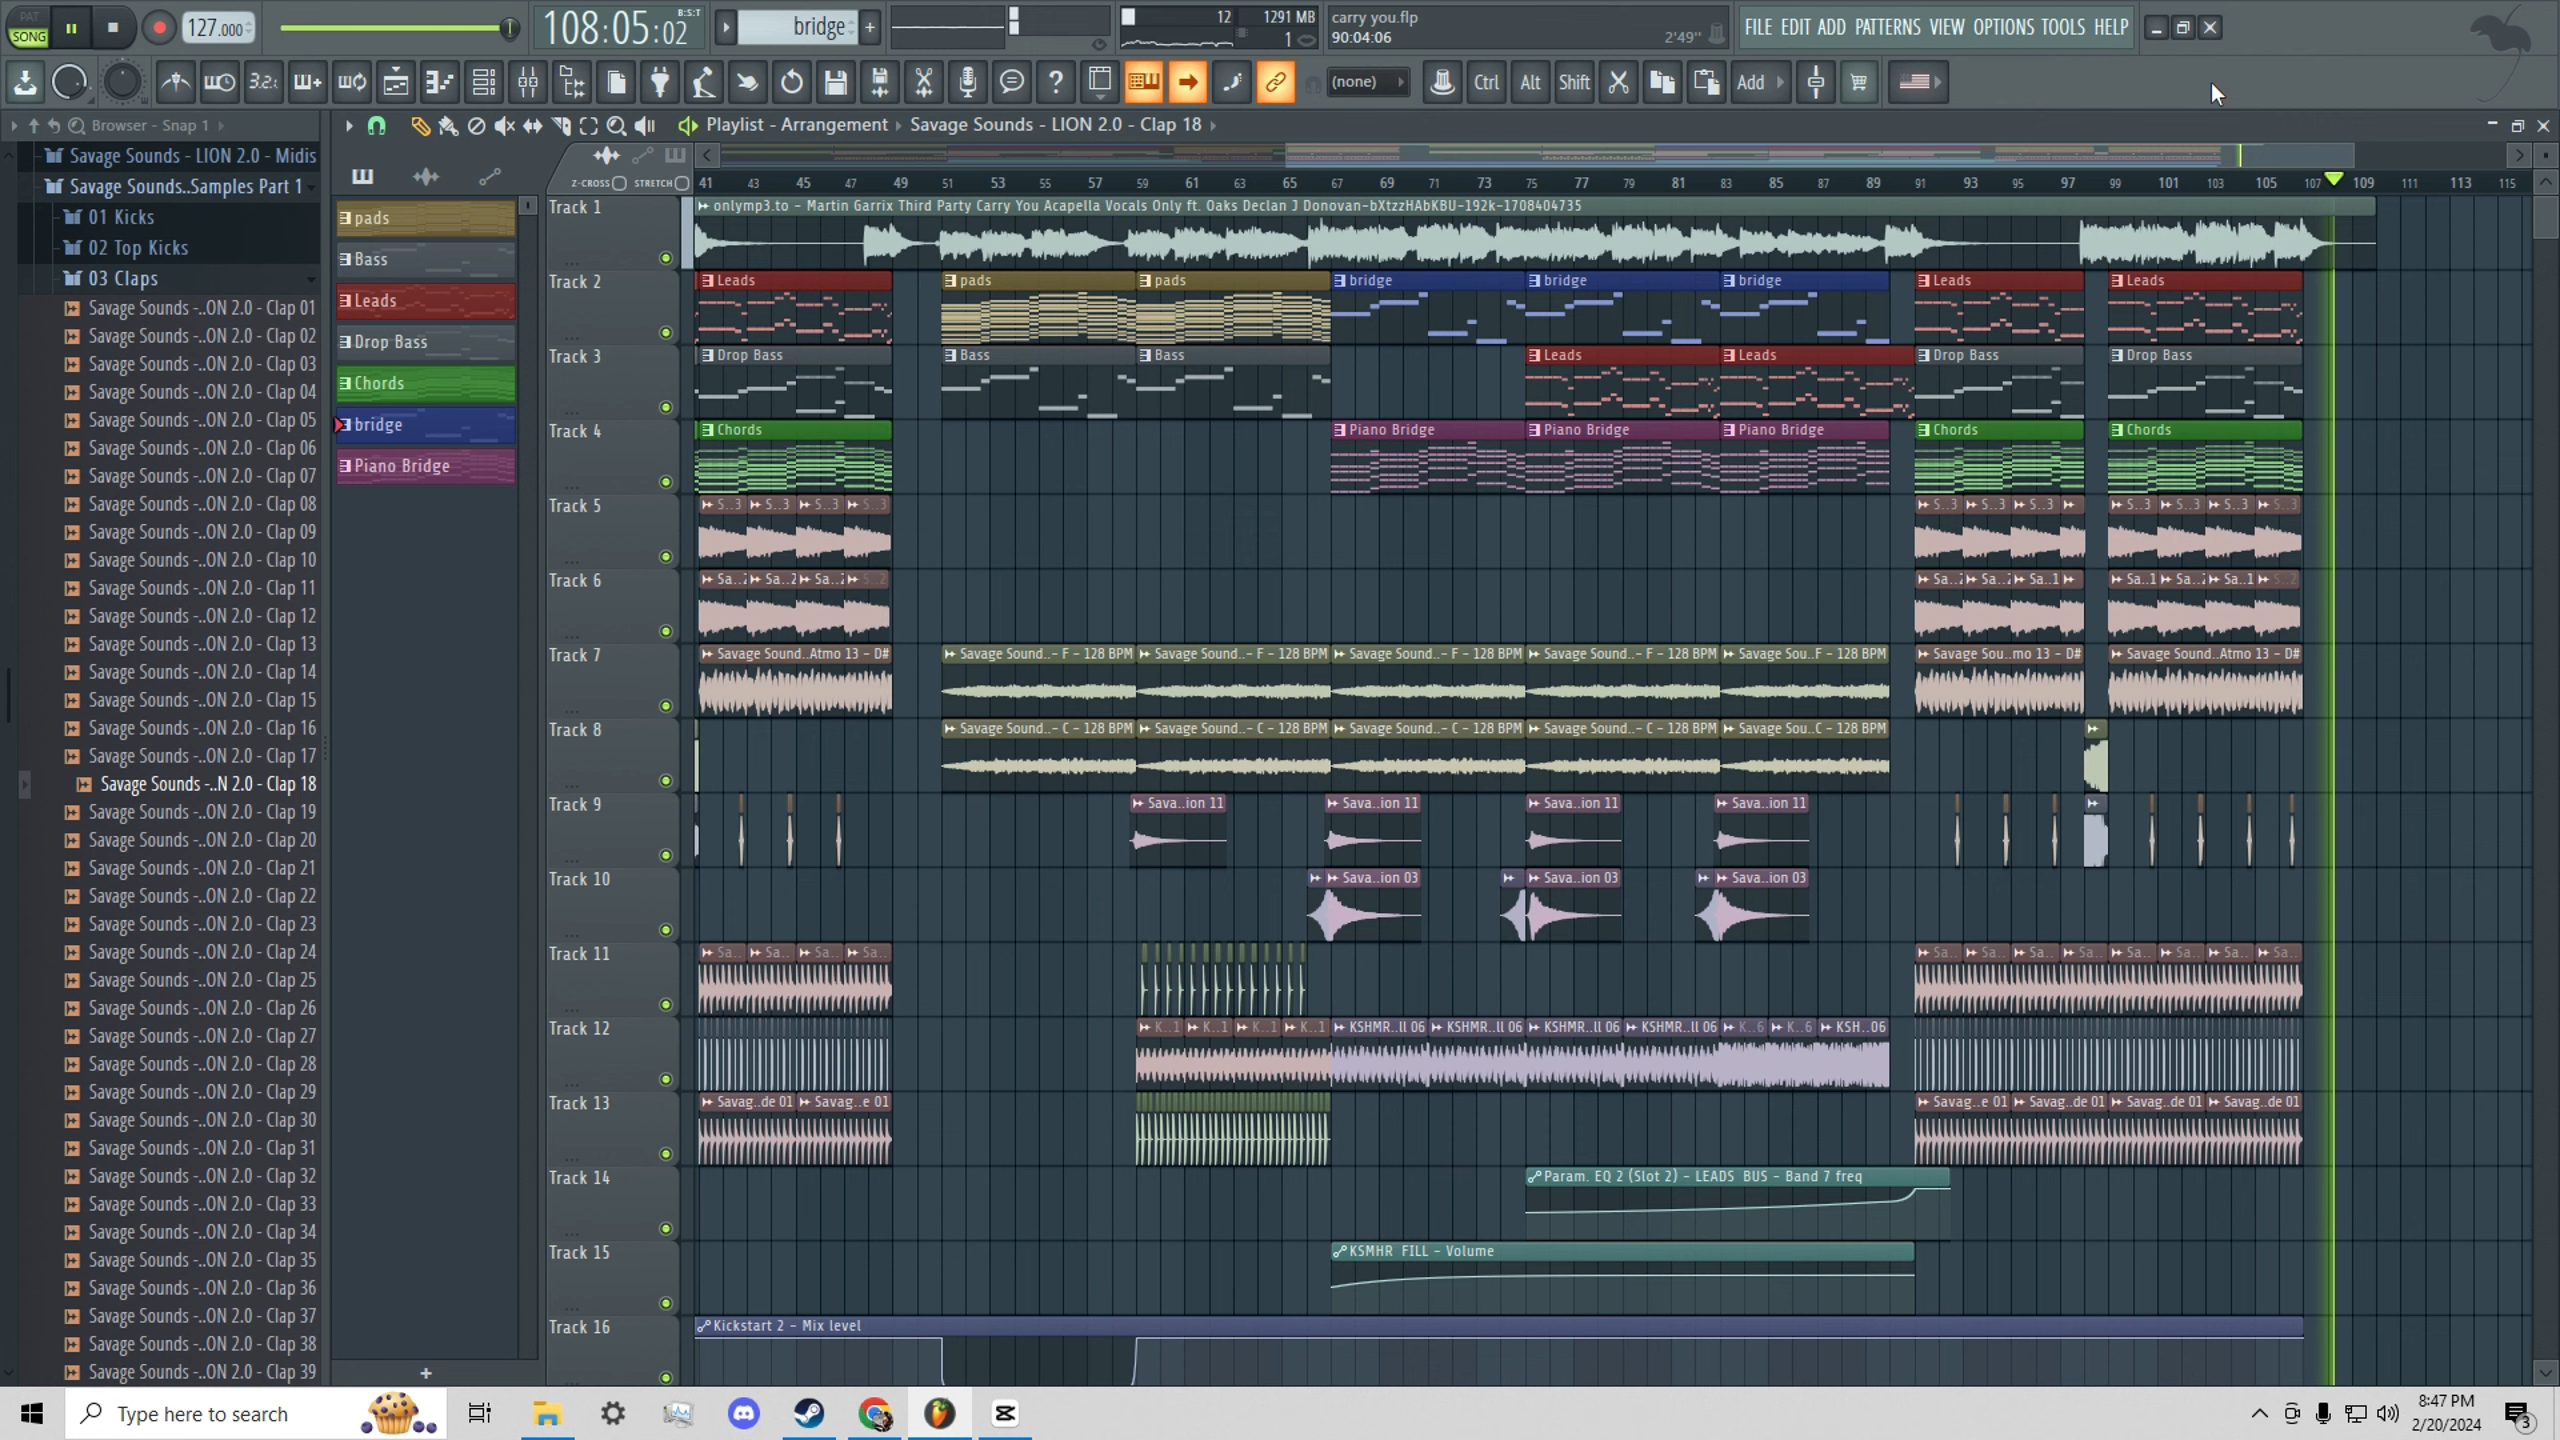 PAT
SONG
127.000
108:05:02
B:S:T
bridge
12
1291 MB
1
carry you.flp
90:04:06
2'49"
FILE EDIT ADD PATTERNS VIEW OPTIONS TOOLS HELP
(none)
Ctrl
Alt
Shift
Add
Browser - Snap 1
Playlist - Arrangement
Savage Sounds - LION 2.0 - Clap 18
Savage Sounds - LION 2.0 - Midis
Savage Sounds..Samples Part 1
01 Kicks
02 Top Kicks
03 Claps
Savage Sounds -..ON 2.0 - Clap 01
Savage Sounds -..ON 2.0 - Clap 02
Savage Sounds -..ON 2.0 - Clap 03
Savage Sounds -..ON 2.0 - Clap 04
Savage Sounds -..ON 2.0 - Clap 05
Savage Sounds -..ON 2.0 - Clap 06
Savage Sounds -..ON 2.0 - Clap 07
Savage Sounds -..ON 2.0 - Clap 08
Savage Sounds -..ON 2.0 - Clap 09
Savage Sounds -..ON 2.0 - Clap 10
Savage Sounds -..ON 2.0 - Clap 11
Savage Sounds -..ON 2.0 - Clap 12
Savage Sounds -..ON 2.0 - Clap 13
Savage Sounds -..ON 2.0 - Clap 14
Savage Sounds -..ON 2.0 - Clap 15
Savage Sounds -..ON 2.0 - Clap 16
Savage Sounds -..ON 2.0 - Clap 17
Savage Sounds -..N 2.0 - Clap 18
Savage Sounds -..ON 2.0 - Clap 19
Savage Sounds -..ON 2.0 - Clap 20
Savage Sounds -..ON 2.0 - Clap 21
Savage Sounds -..ON 2.0 - Clap 22
Savage Sounds -..ON 2.0 - Clap 23
Savage Sounds -..ON 2.0 - Clap 24
Savage Sounds -..ON 2.0 - Clap 25
Savage Sounds -..ON 2.0 - Clap 26
Savage Sounds -..ON 2.0 - Clap 27
Savage Sounds -..ON 2.0 - Clap 28
Savage Sounds -..ON 2.0 - Clap 29
Savage Sounds -..ON 2.0 - Clap 30
Savage Sounds -..ON 2.0 - Clap 31
Savage Sounds -..ON 2.0 - Clap 32
Savage Sounds -..ON 2.0 - Clap 33
Savage Sounds -..ON 2.0 - Clap 34
Savage Sounds -..ON 2.0 - Clap 35
Savage Sounds -..ON 2.0 - Clap 36
Savage Sounds -..ON 2.0 - Clap 37
Savage Sounds -..ON 2.0 - Clap 38
Savage Sounds -..ON 2.0 - Clap 39
pads
Bass
Leads
Drop Bass
Chords
bridge
Piano Bridge
Z-CROSS STRETCH
41 43 45 47 49 51 53 55 57 59 61 63 65 67 69 71 73 75 77 79 81 83 85 87 89 91 93 95 97 99 101 103 105 107 109 111 113 115
Track 1
onlymp3.to - Martin Garrix Third Party Carry You Acapella Vocals Only ft. Oaks Declan J Donovan-bXtzzHAbKBU-192k-1708404735
Track 2
Leads pads pads bridge bridge bridge Leads Leads
Track 3
Drop Bass Bass Bass Leads Leads Drop Bass Drop Bass
Track 4
Chords Piano Bridge Piano Bridge Piano Bridge Chords Chords
Track 5
S..3 S..3 S..3 S..3 S..3 S..3 S..3 S..3 S..3 S..3 S..3
Track 6
Sa..2 Sa..2 Sa..2 S..2 Sa..2 Sa..2 Sa..1 Sa..1 Sa..2 Sa..1 S..2
Track 7
Savage Sound..Atmo 13 - D# Savage Sound..- F - 128 BPM Savage Sound..- F - 128 BPM Savage Sound..- F - 128 BPM Savage Sound..- F - 128 BPM Savage Sou..F - 128 BPM Savage Sou..mo 13 - D# Savage Sound..Atmo 13 - D#
Track 8
Savage Sound..- C - 128 BPM Savage Sound..- C - 128 BPM Savage Sound..- C - 128 BPM Savage Sound..- C - 128 BPM Savage Sou..C - 128 BPM
Track 9
Sava..ion 11 Sava..ion 11 Sava..ion 11 Sava..ion 11
Track 10
Sava..ion 03 Sava..ion 03 Sava..ion 03
Track 11
Sa.. Sa.. Sa.. Sa.. Sa.. Sa.. Sa.. Sa.. Sa.. Sa.. Sa.. Sa..
Track 12
K..1 K..1 K..1 K..1 KSHMR..ll 06 KSHMR..ll 06 KSHMR..ll 06 KSHMR..ll 06 K..6 K..6 KSH..06
Track 13
Savag..de 01 Savag..e 01 Savag..e 01 Savag..de 01 Savag..de 01 Savag..de 01
Track 14
Param. EQ 2 (Slot 2) - LEADS BUS - Band 7 freq
Track 15
KSMHR FILL - Volume
Track 16
Kickstart 2 - Mix level
Type here to search
8:47 PM
2/20/2024
3